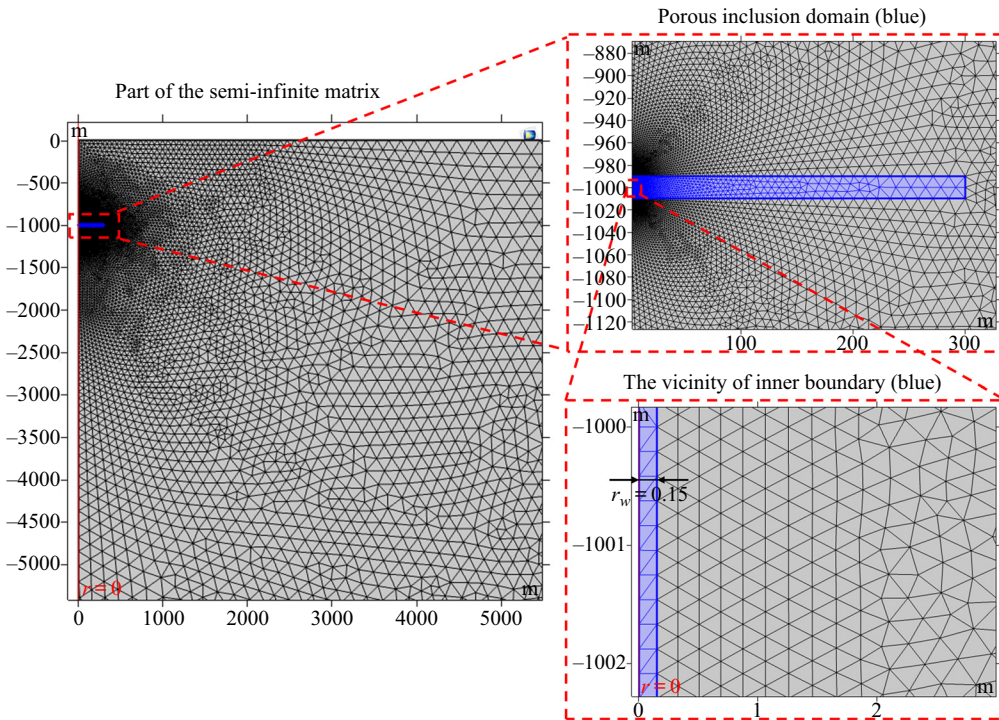 Part of the semi-infinite matrix
m
0
−500
−1000
−1500
−2000
−2500
−3000
−3500
−4000
−4500
−5000
r = 0
m
0 1000 2000 3000 4000 5000
Porous inclusion domain (blue)
m
−870
−900
−920
−940
−960
−980
−1000
−1020
−1040
−1060
−1080
−1100
−1120
m
100 200 300
The vicinity of inner boundary (blue)
m
−1000
r_w = 0.15
−1001
−1002
r = 0
m
0 1 2